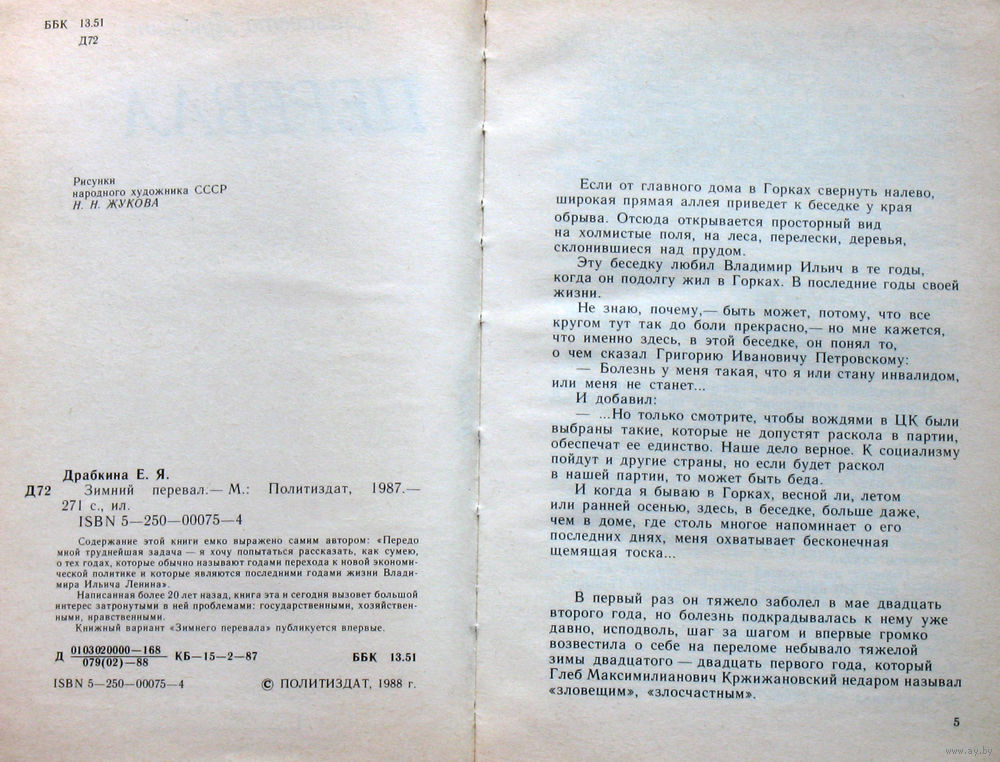 ББК 13.51
Д72
ПЕРЕВАЛ
Рисунки
народного художника СССР
Н. Н. ЖУКОВА
Драбкина Е. Я.
Д72 Зимний перевал.— М.: Политиздат, 1987.—
271 с., ил.
ISBN 5—250—00075—4
Содержание этой книги емко выражено самим автором: «Передо
мной труднейшая задача — я хочу попытаться рассказать, как сумею,
о тех годах, которые обычно называют годами перехода к новой экономи-
ческой политике и которые являются последними годами жизни Влади-
мира Ильича Ленина».
Написанная более 20 лет назад, книга эта и сегодня вызовет большой
интерес затронутыми в ней проблемами: государственными, хозяйствен-
ными, нравственными.
Книжный вариант «Зимнего перевала» публикуется впервые.
Д 0103020000—168
079(02)—88 КБ—15—2—87 ББК 13.51
ISBN 5—250—00075—4 © ПОЛИТИЗДАТ, 1988 г.
Если от главного дома в Горках свернуть налево,
широкая прямая аллея приведет к беседке у края
обрыва. Отсюда открывается просторный вид
на холмистые поля, на леса, перелески, деревья,
склонившиеся над прудом.
Эту беседку любил Владимир Ильич в те годы,
когда он подолгу жил в Горках. В последние годы своей
жизни.
Не знаю, почему,— быть может, потому, что все
кругом тут так до боли прекрасно,— но мне кажется,
что именно здесь, в этой беседке, он понял то,
о чем сказал Григорию Ивановичу Петровскому:
— Болезнь у меня такая, что я или стану инвалидом,
или меня не станет...
И добавил:
— ...Но только смотрите, чтобы вождями в ЦК были
выбраны такие, которые не допустят раскола в партии,
обеспечат ее единство. Наше дело верное. К социализму
пойдут и другие страны, но если будет раскол
в нашей партии, то может быть беда.
И когда я бываю в Горках, весной ли, летом
или ранней осенью, здесь, в беседке, больше даже,
чем в доме, где столь многое напоминает о его
последних днях, меня охватывает бесконечная
щемящая тоска...
В первый раз он тяжело заболел в мае двадцать
второго года, но болезнь подкрадывалась к нему уже
давно, исподволь, шаг за шагом и впервые громко
возвестила о себе на переломе небывало тяжелой
зимы двадцатого — двадцать первого года, который
Глеб Максимилианович Кржижановский недаром называл
«зловещим», «злосчастным».
5
www.ay.by